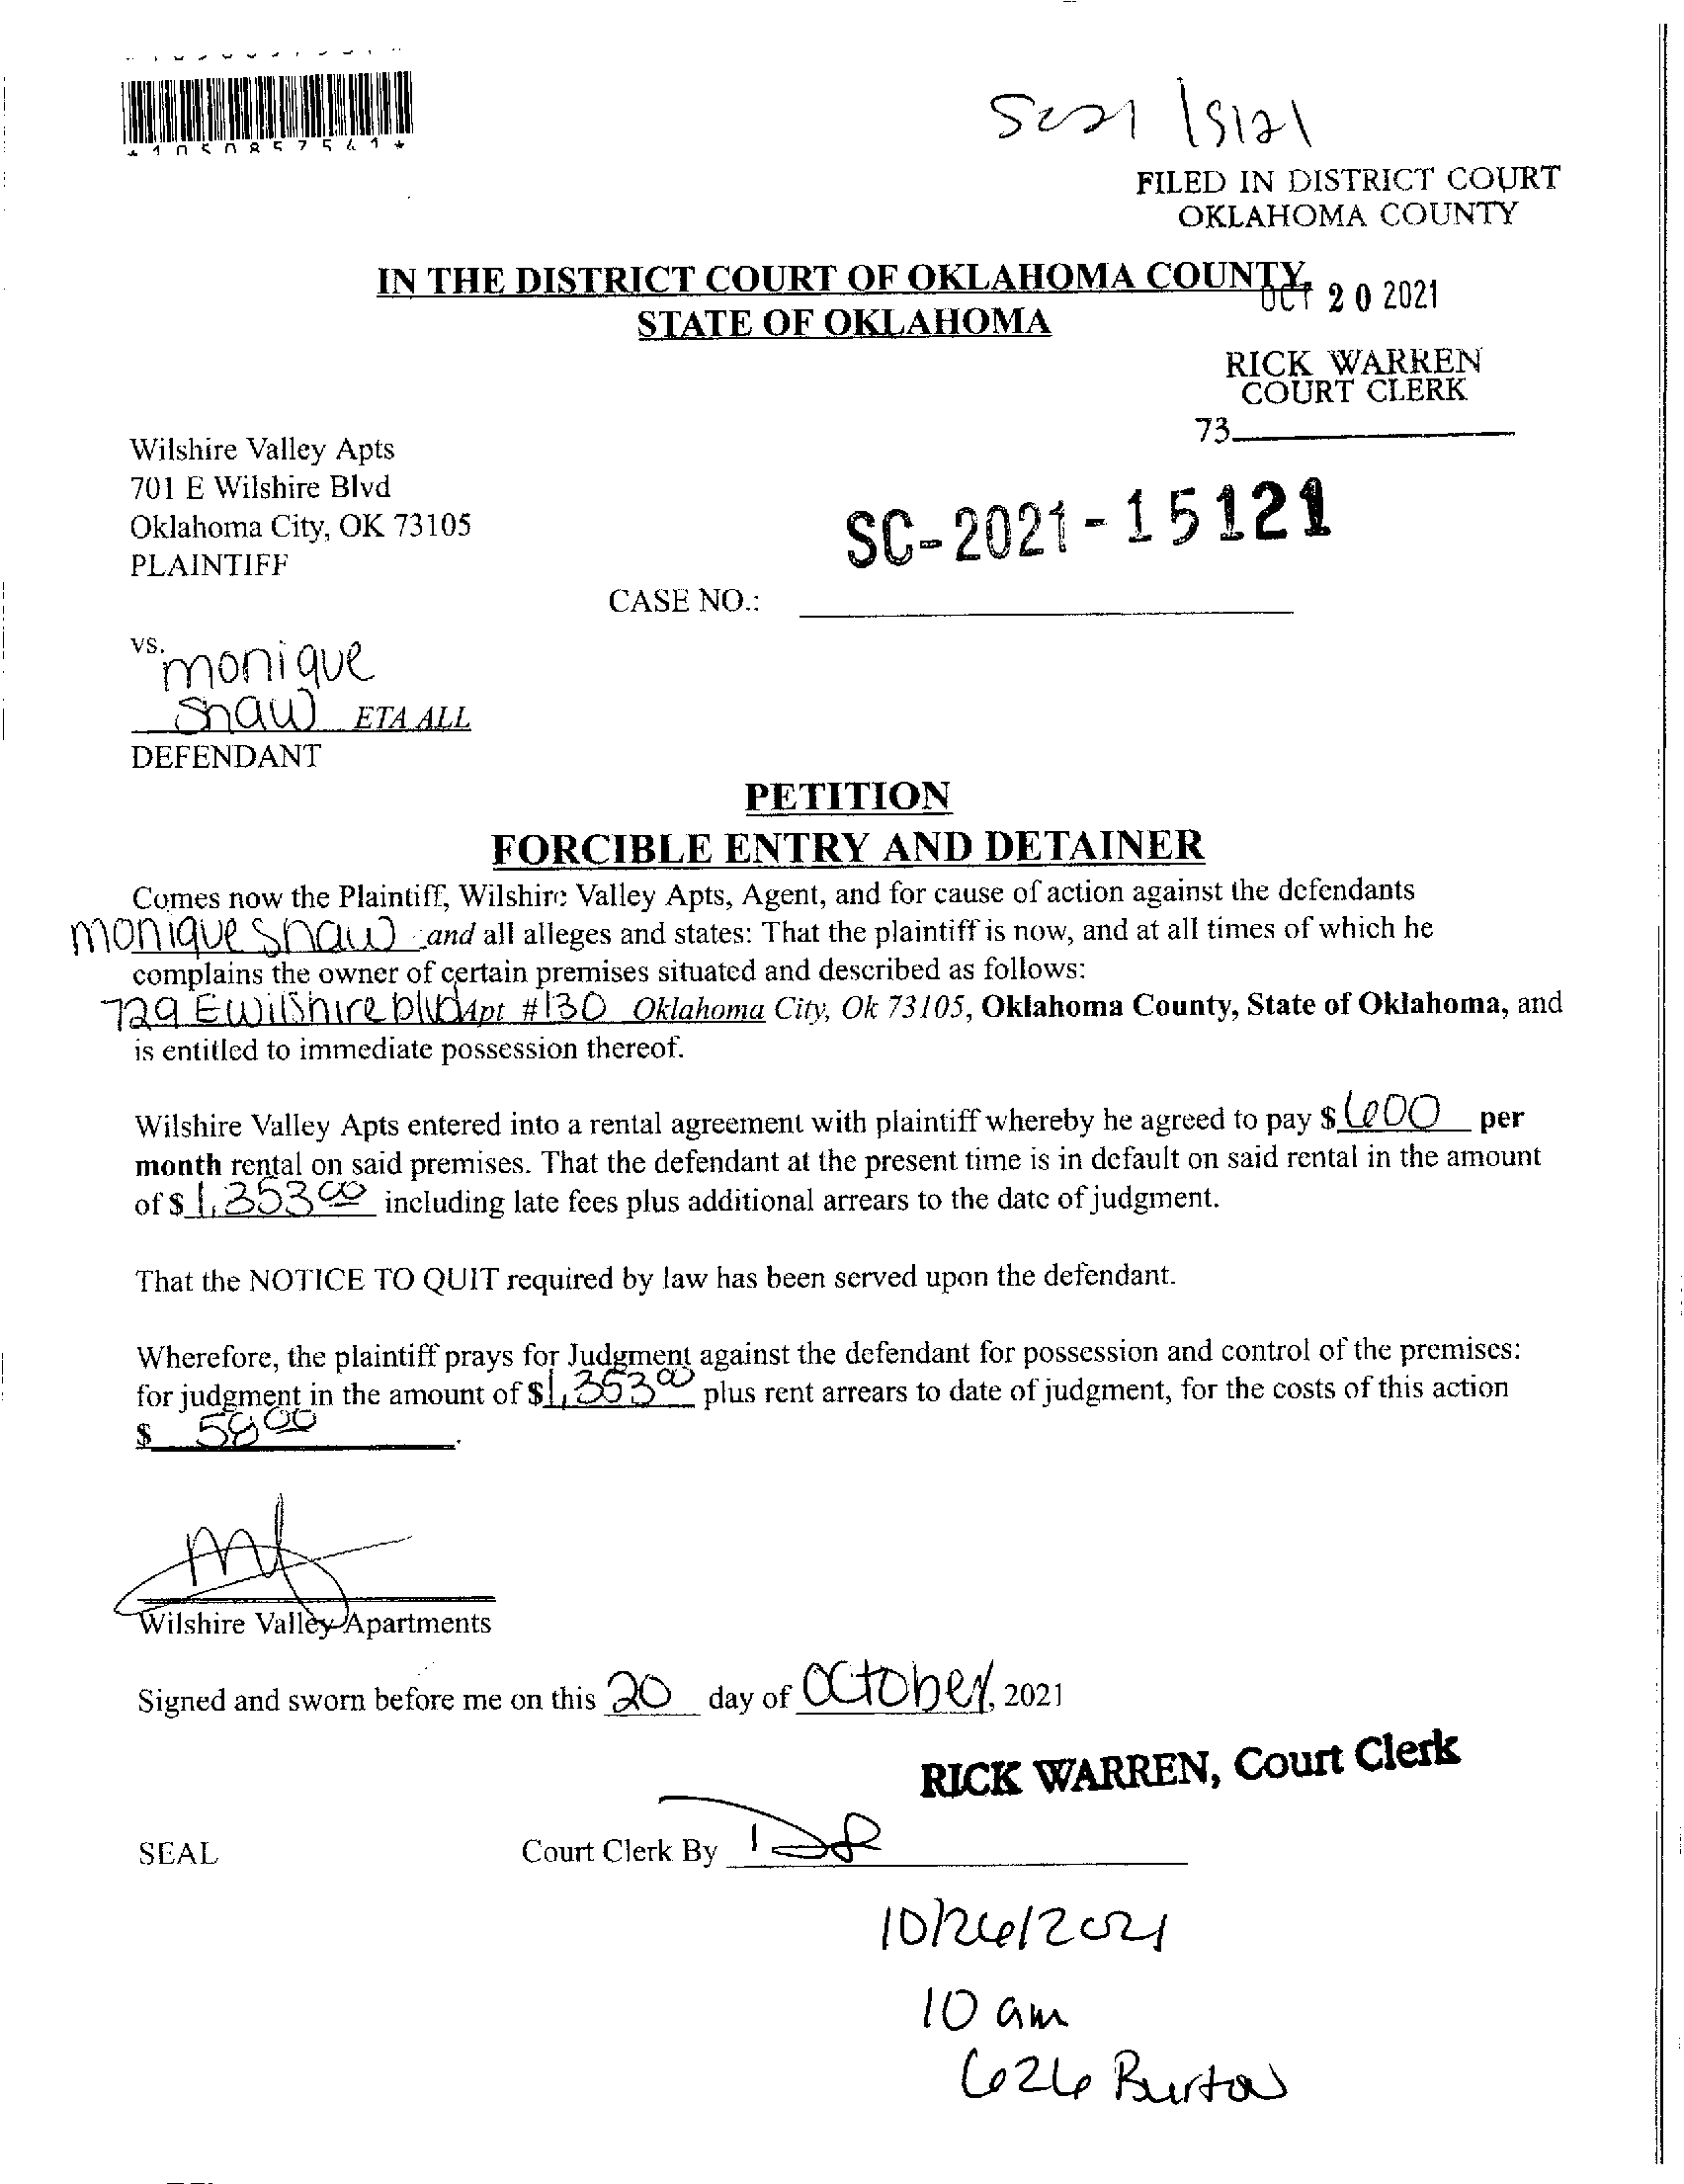 *1050857541*
SC21 15121
FILED IN DISTRICT COURT
OKLAHOMA COUNTY
IN THE DISTRICT COURT OF OKLAHOMA COUNTY,
OCT 20 2021
STATE OF OKLAHOMA
RICK WARREN
COURT CLERK
73
Wilshire Valley Apts
701 E Wilshire Blvd
Oklahoma City, OK 73105
PLAINTIFF
SC-2021-15121
CASE NO.:
vs.
monique
Shaw ETA ALL
DEFENDANT
PETITION
FORCIBLE ENTRY AND DETAINER
Comes now the Plaintiff, Wilshire Valley Apts, Agent, and for cause of action against the defendants
monique Shaw and all alleges and states: That the plaintiff is now, and at all times of which he
complains the owner of certain premises situated and described as follows:
729 E Wilshire blvd Apt #130 Oklahoma City, Ok 73105, Oklahoma County, State of Oklahoma, and
is entitled to immediate possession thereof.
Wilshire Valley Apts entered into a rental agreement with plaintiff whereby he agreed to pay $ 600 per
month rental on said premises. That the defendant at the present time is in default on said rental in the amount
of $ 1,353.00 including late fees plus additional arrears to the date of judgment.
That the NOTICE TO QUIT required by law has been served upon the defendant.
Wherefore, the plaintiff prays for Judgment against the defendant for possession and control of the premises:
for judgment in the amount of $1,353.00 plus rent arrears to date of judgment, for the costs of this action
$ 58.00.
Wilshire Valley Apartments
Signed and sworn before me on this 20 day of October, 2021
RICK WARREN, Court Clerk
SEAL
Court Clerk By
10/26/2021
10 am
626 Burton